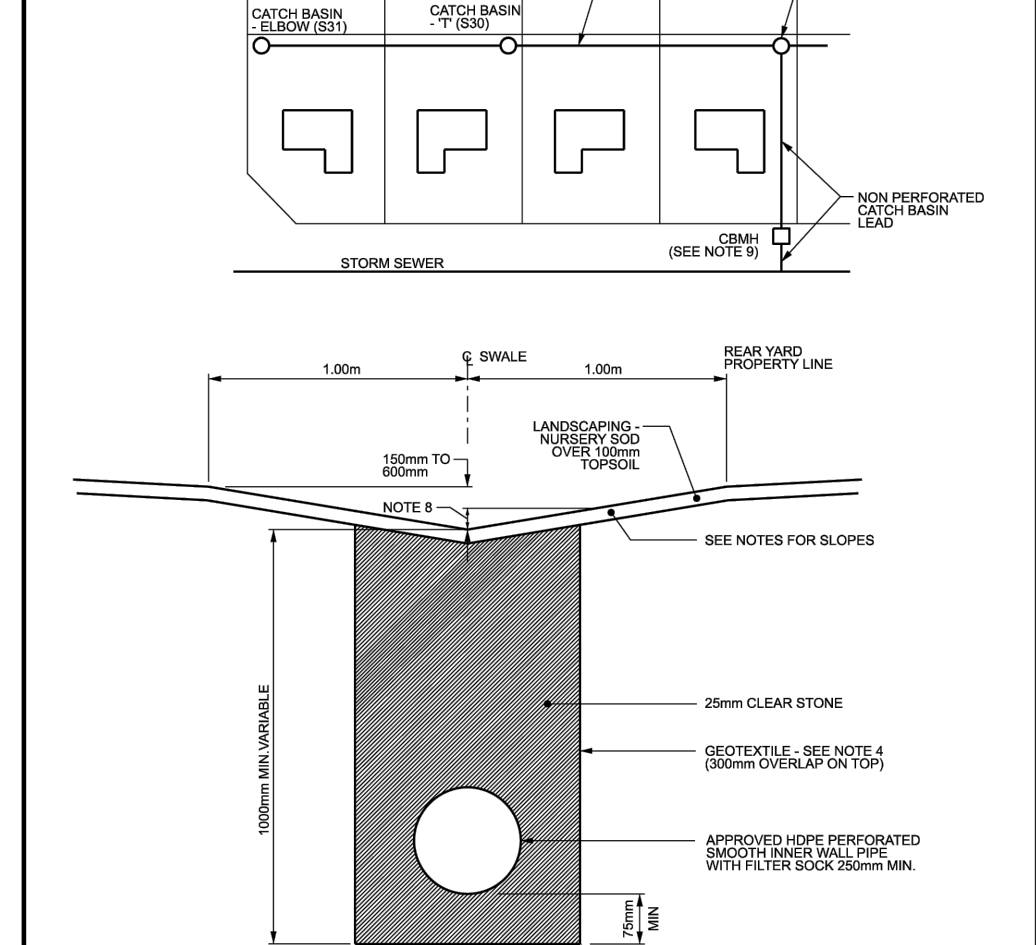 CATCH BASIN
- ELBOW (S31)
CATCH BASIN
- 'T' (S30)
NON PERFORATED
CATCH BASIN
LEAD
CBMH
(SEE NOTE 9)
STORM SEWER
℄ SWALE
REAR YARD
PROPERTY LINE
1.00m
1.00m
LANDSCAPING -
NURSERY SOD
OVER 100mm
TOPSOIL
150mm TO
600mm
NOTE 8
SEE NOTES FOR SLOPES
1000mm MIN.VARIABLE
25mm CLEAR STONE
GEOTEXTILE - SEE NOTE 4
(300mm OVERLAP ON TOP)
APPROVED HDPE PERFORATED
SMOOTH INNER WALL PIPE
WITH FILTER SOCK 250mm MIN.
75mm
MIN